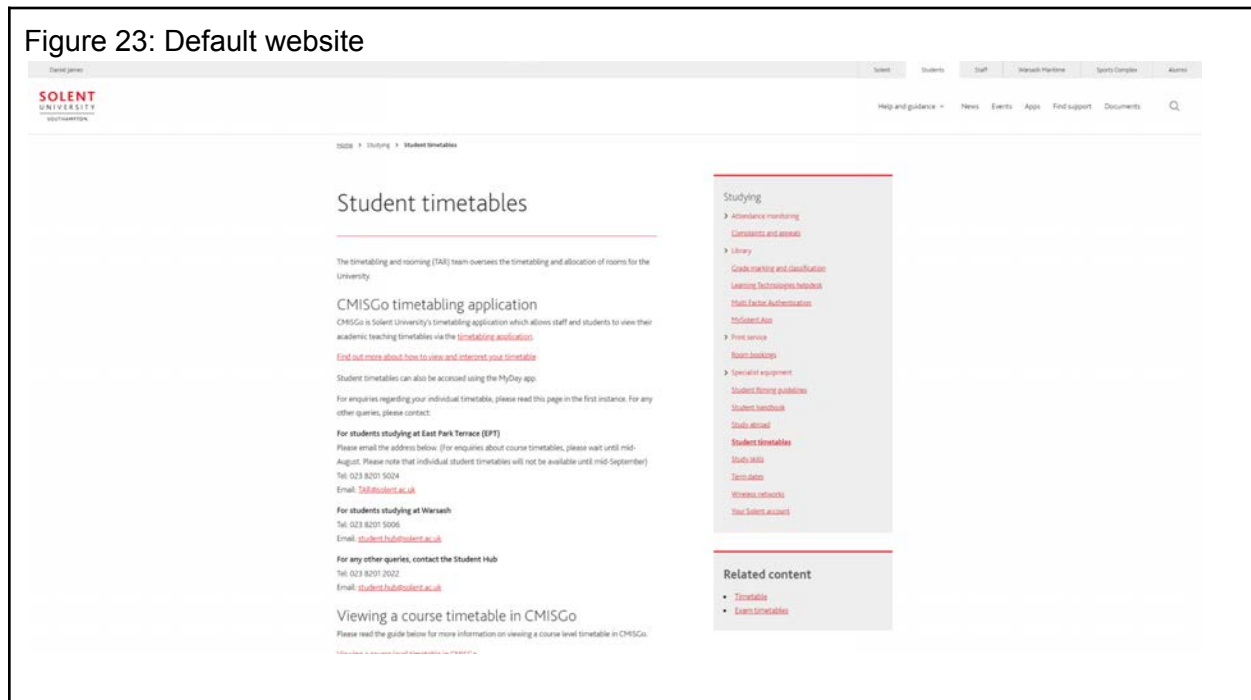 Figure 23: Default website
Daniel James
Solent Students Staff Warsash Maritime Sports Complex Alumni
SOLENT
UNIVERSITY
SOUTHAMPTON
Help and guidance News Events Apps Find support Documents
Home > Studying > Student timetables
Student timetables
The timetabling and rooming (TAR) team oversees the timetabling and allocation of rooms for the
University.
CMISGo timetabling application
CMISGo is Solent University's timetabling application which allows staff and students to view their
academic teaching timetables via the timetabling application.
Find out more about how to view and interpret your timetable
Student timetables can also be accessed using the MyDay app.
For enquiries regarding your individual timetable, please read this page in the first instance. For any
other queries, please contact:
For students studying at East Park Terrace (EPT)
Please email the address below. (For enquiries about course timetables, please wait until mid-
August. Please note that individual student timetables will not be available until mid-September)
Tel: 023 8201 5024
Email: TAR@solent.ac.uk
For students studying at Warsash
Tel: 023 8201 5006
Email: student.hub@solent.ac.uk
For any other queries, contact the Student Hub
Tel: 023 8201 2022
Email: student.hub@solent.ac.uk
Viewing a course timetable in CMISGo
Please read the guide below for more information on viewing a course level timetable in CMISGo.
Viewing a course level timetable in CMISGo
Studying
> Attendance monitoring
Complaints and appeals
> Library
Grade marking and classification
Learning Technologies helpdesk
Multi Factor Authentication
MySolent App
> Print service
Room bookings
> Specialist equipment
Student filming guidelines
Student handbook
Study abroad
Student timetables
Study skills
Term dates
Wireless networks
Your Solent account
Related content
• Timetable
• Exam timetables